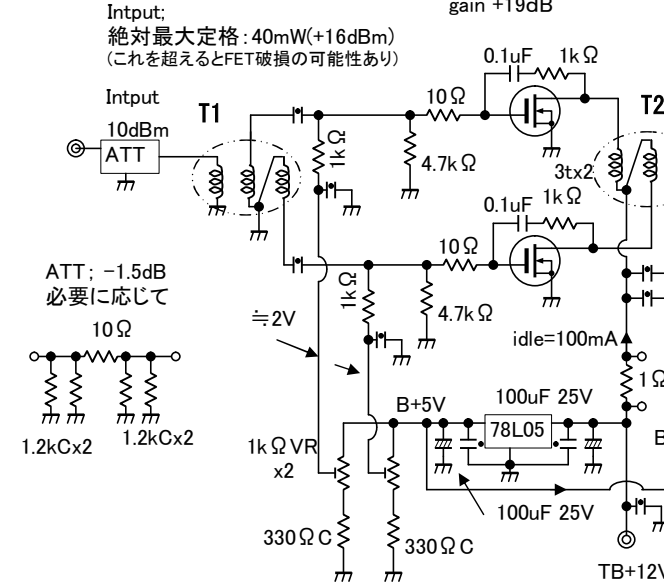 Intput;
絶対最大定格：40mW(+16dBm)
(これを超えるとFET破損の可能性あり)
gain +19dB
Intput
10dBm
ATT
T1
0.1uF
1kΩ
10Ω
T2
1kΩ
4.7kΩ
3tx2
0.1uF
1kΩ
10Ω
1kΩ
4.7kΩ
ATT; -1.5dB
必要に応じて
10Ω
1.2kCx2
1.2kCx2
≒2V
idle=100mA
1Ω
B+5V
100uF 25V
78L05
B
1kΩVR
x2
100uF 25V
330ΩC
330ΩC
TB+12V